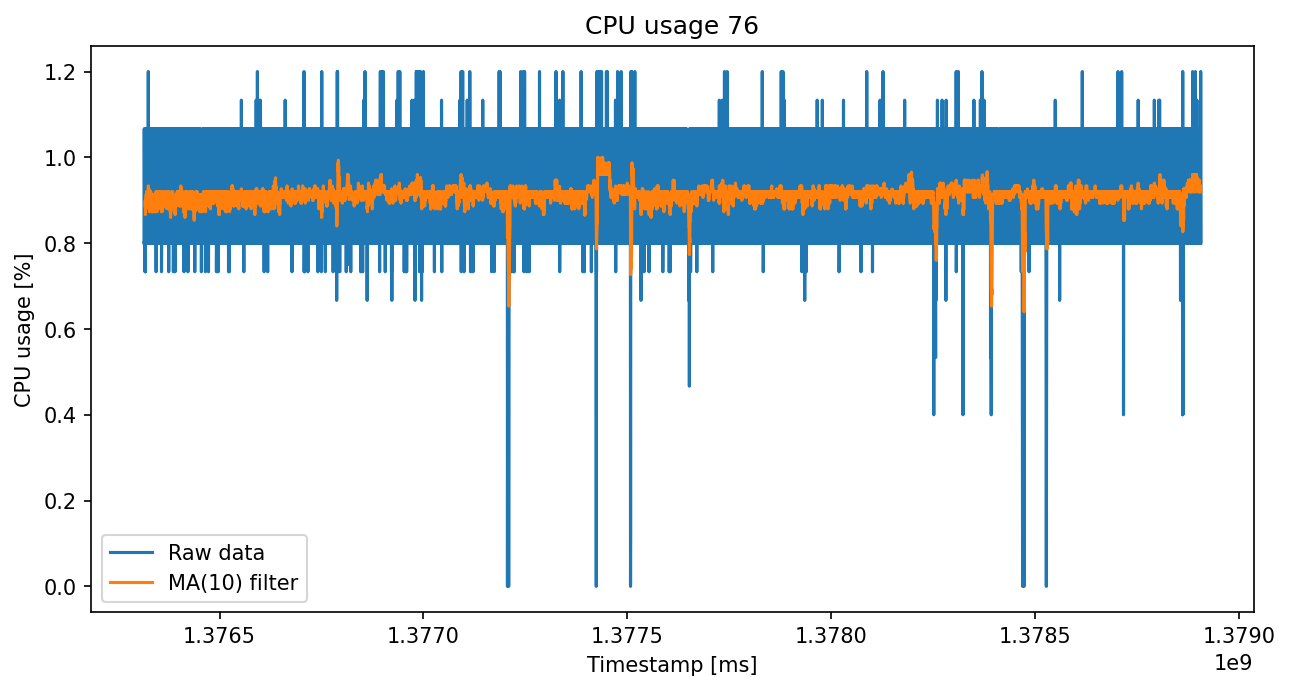 CPU usage 76
CPU usage [%]
1.2
1.0
0.8
0.6
0.4
0.2
0.0
Raw data
MA(10) filter
1.3765 1.3770 1.3775 1.3780 1.3785 1.3790
1e9
Timestamp [ms]